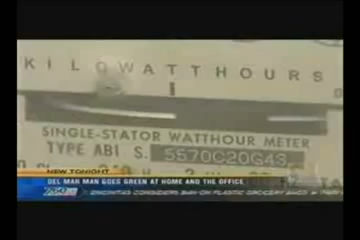 KILOWATTHOURS
SINGLE-STATOR WATTHOUR METER
TYPE AB1 S. 5570C20G43
NEW TONIGHT
DEL MAR MAN GOES GREEN AT HOME AND THE OFFICE
ENCINITAS CONSIDERS BAN ON PLASTIC GROCERY BAGS